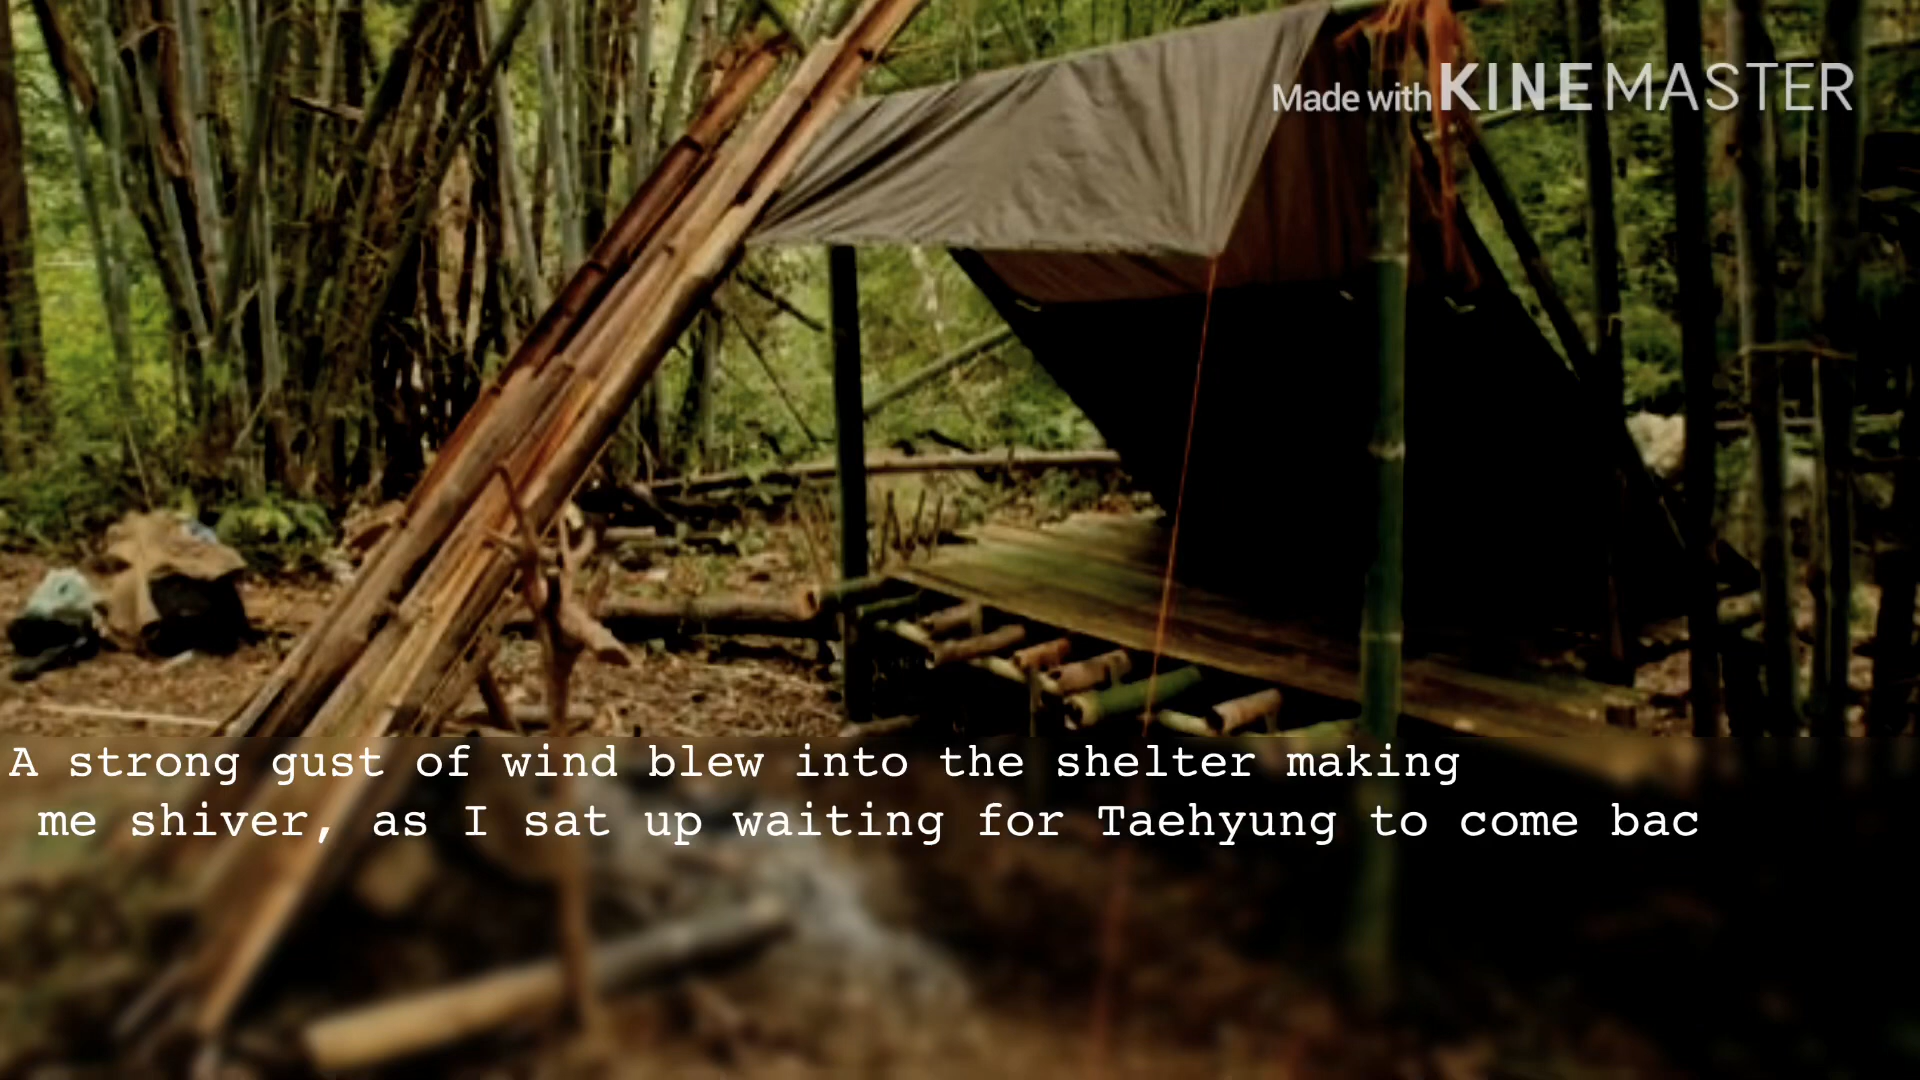 Made with KINEMASTER
A strong gust of wind blew into the shelter making
me shiver, as I sat up waiting for Taehyung to come bac